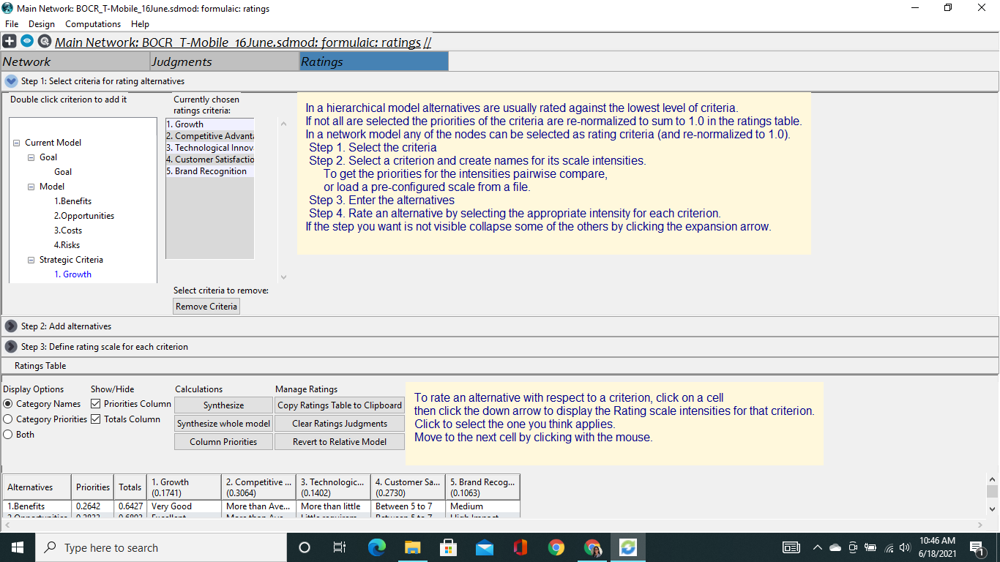 Main Network: BOCR_T-Mobile_16June.sdmod: formulaic: ratings
File Design Computations Help
Main Network: BOCR_T-Mobile_16June.sdmod: formulaic: ratings //
Network Judgments Ratings
Step 1: Select criteria for rating alternatives
Double click criterion to add it
Current Model
Goal
Goal
Model
1.Benefits
2.Opportunities
3.Costs
4.Risks
Strategic Criteria
1. Growth
Currently chosen
ratings criteria:
1. Growth
2. Competitive Advanta
3. Technological Innov
4. Customer Satisfactio
5. Brand Recognition
Select criteria to remove:
Remove Criteria
In a hierarchical model alternatives are usually rated against the lowest level of criteria.
If not all are selected the priorities of the criteria are re-normalized to sum to 1.0 in the ratings table.
In a network model any of the nodes can be selected as rating criteria (and re-normalized to 1.0).
Step 1. Select the criteria
Step 2. Select a criterion and create names for its scale intensities.
To get the priorities for the intensities pairwise compare,
or load a pre-configured scale from a file.
Step 3. Enter the alternatives
Step 4. Rate an alternative by selecting the appropriate intensity for each criterion.
If the step you want is not visible collapse some of the others by clicking the expansion arrow.
Step 2: Add alternatives
Step 3: Define rating scale for each criterion
Ratings Table
Display Options Show/Hide Calculations Manage Ratings
Category Names Priorities Column Synthesize Copy Ratings Table to Clipboard
Category Priorities Totals Column Synthesize whole model Clear Ratings Judgments
Both Column Priorities Revert to Relative Model
To rate an alternative with respect to a criterion, click on a cell
then click the down arrow to display the Rating scale intensities for that criterion.
Click to select the one you think applies.
Move to the next cell by clicking with the mouse.
Alternatives Priorities Totals 1. Growth (0.1741) 2. Competitive ... (0.3064) 3. Technologic... (0.1402) 4. Customer Sa... (0.2730) 5. Brand Recog... (0.1063)
1.Benefits 0.2642 0.6427 Very Good More than Ave... More than little Between 5 to 7 Medium
Type here to search
10:46 AM
6/18/2021
1